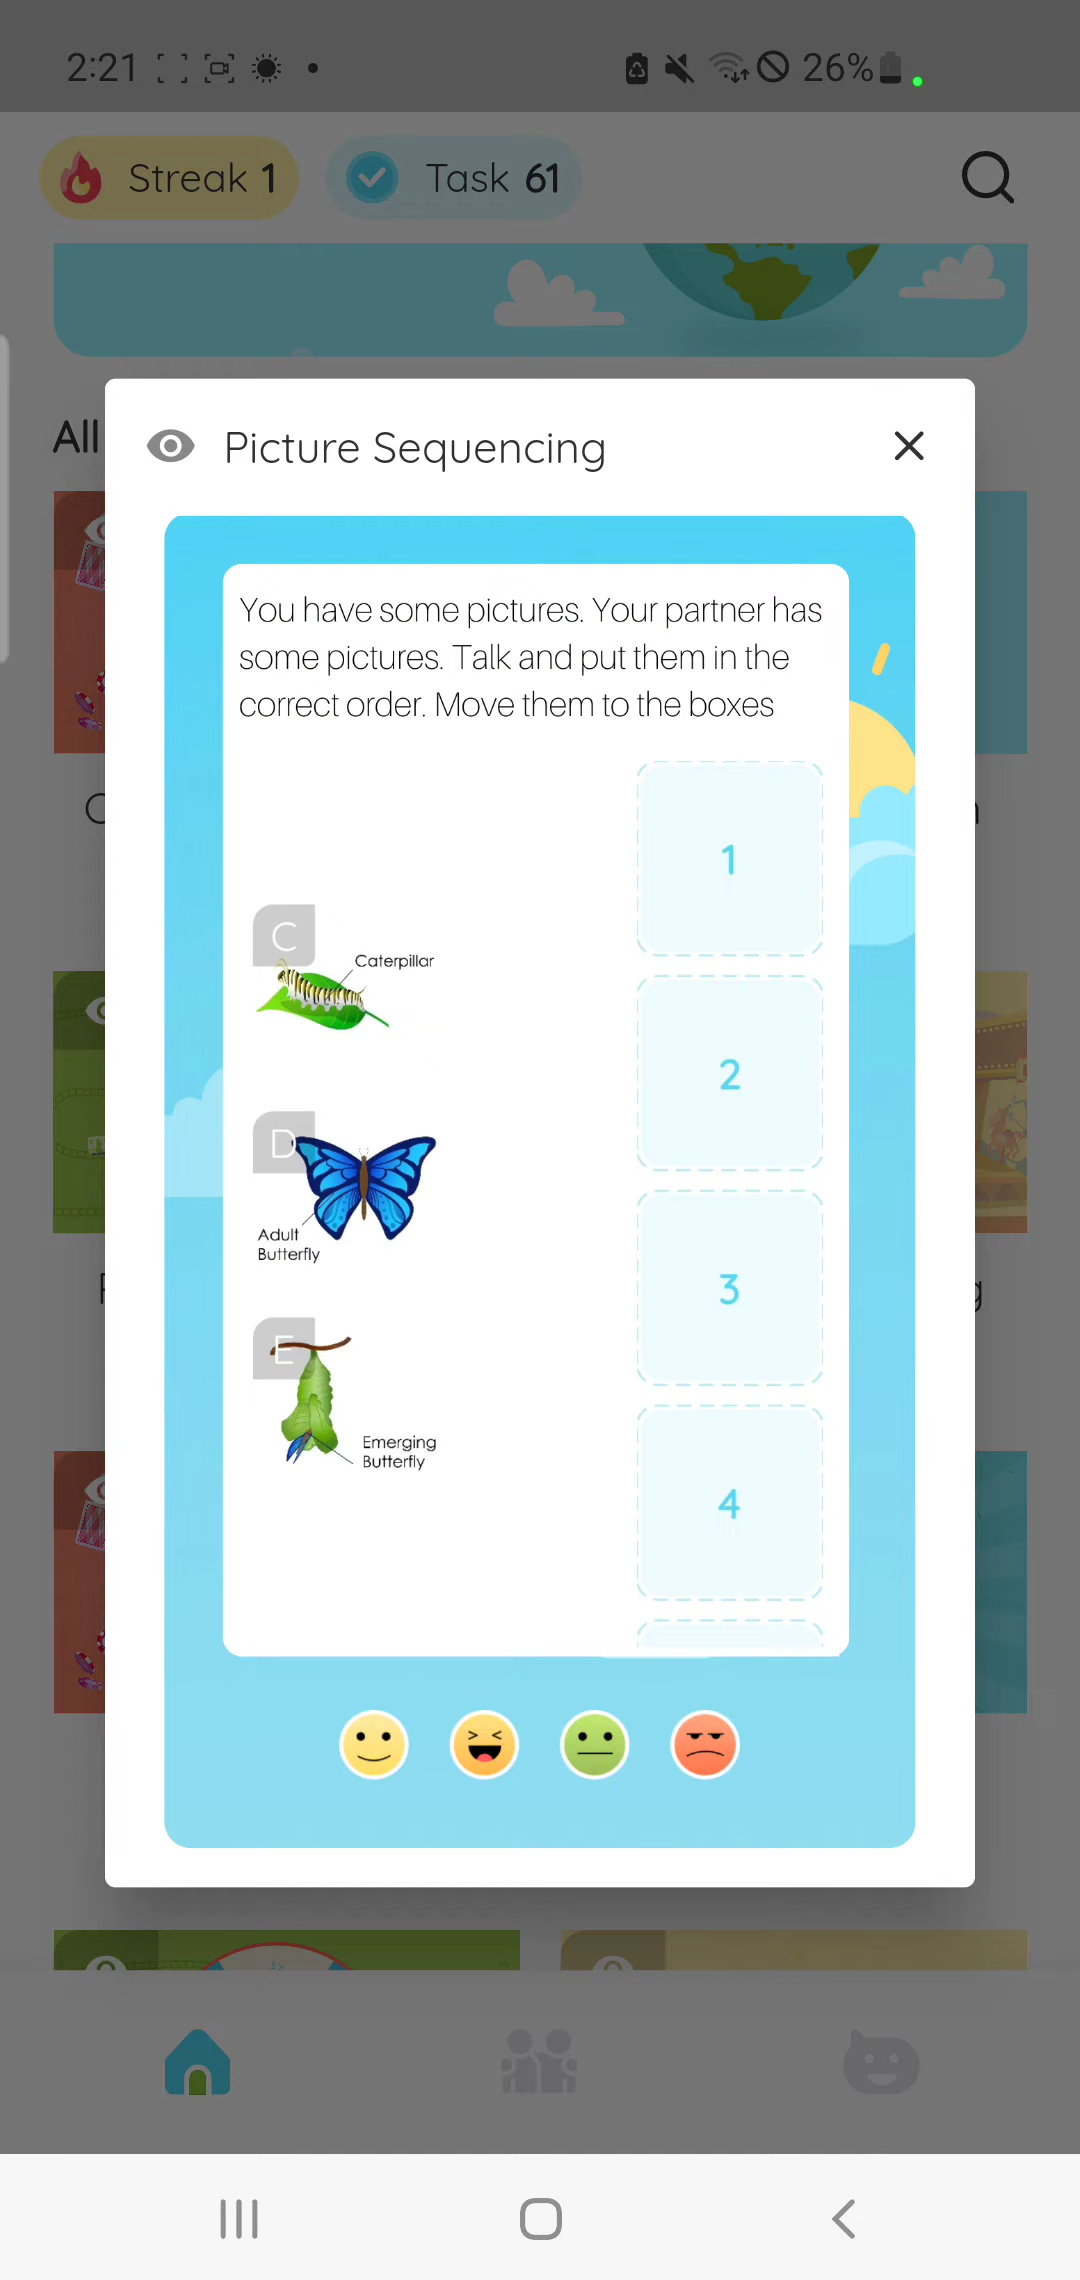 2:21
26%
Streak 1
Task 61
All
Picture Sequencing
You have some pictures. Your partner has
some pictures. Talk and put them in the
correct order. Move them to the boxes
1
C
Caterpillar
2
D
Adult
Butterfly
3
E
Emerging
Butterfly
4